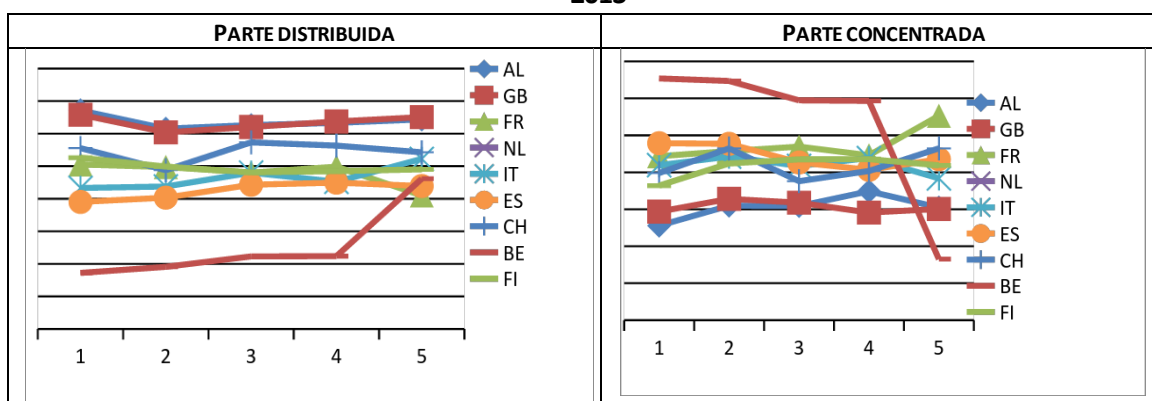 PARTE DISTRIBUIDA
PARTE CONCENTRADA
AL
GB
FR
NL
IT
ES
CH
BE
FI
1 2 3 4 5
AL
GB
FR
NL
IT
ES
CH
BE
FI
1 2 3 4 5